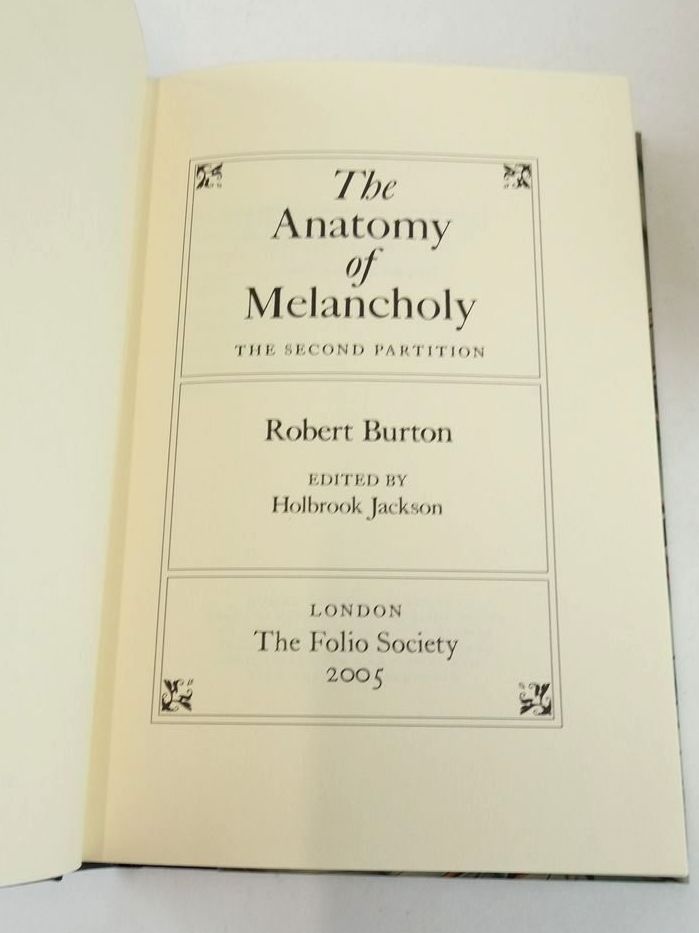 The
Anatomy
of
Melancholy
THE SECOND PARTITION
Robert Burton
EDITED BY
Holbrook Jackson
LONDON
The Folio Society
2005